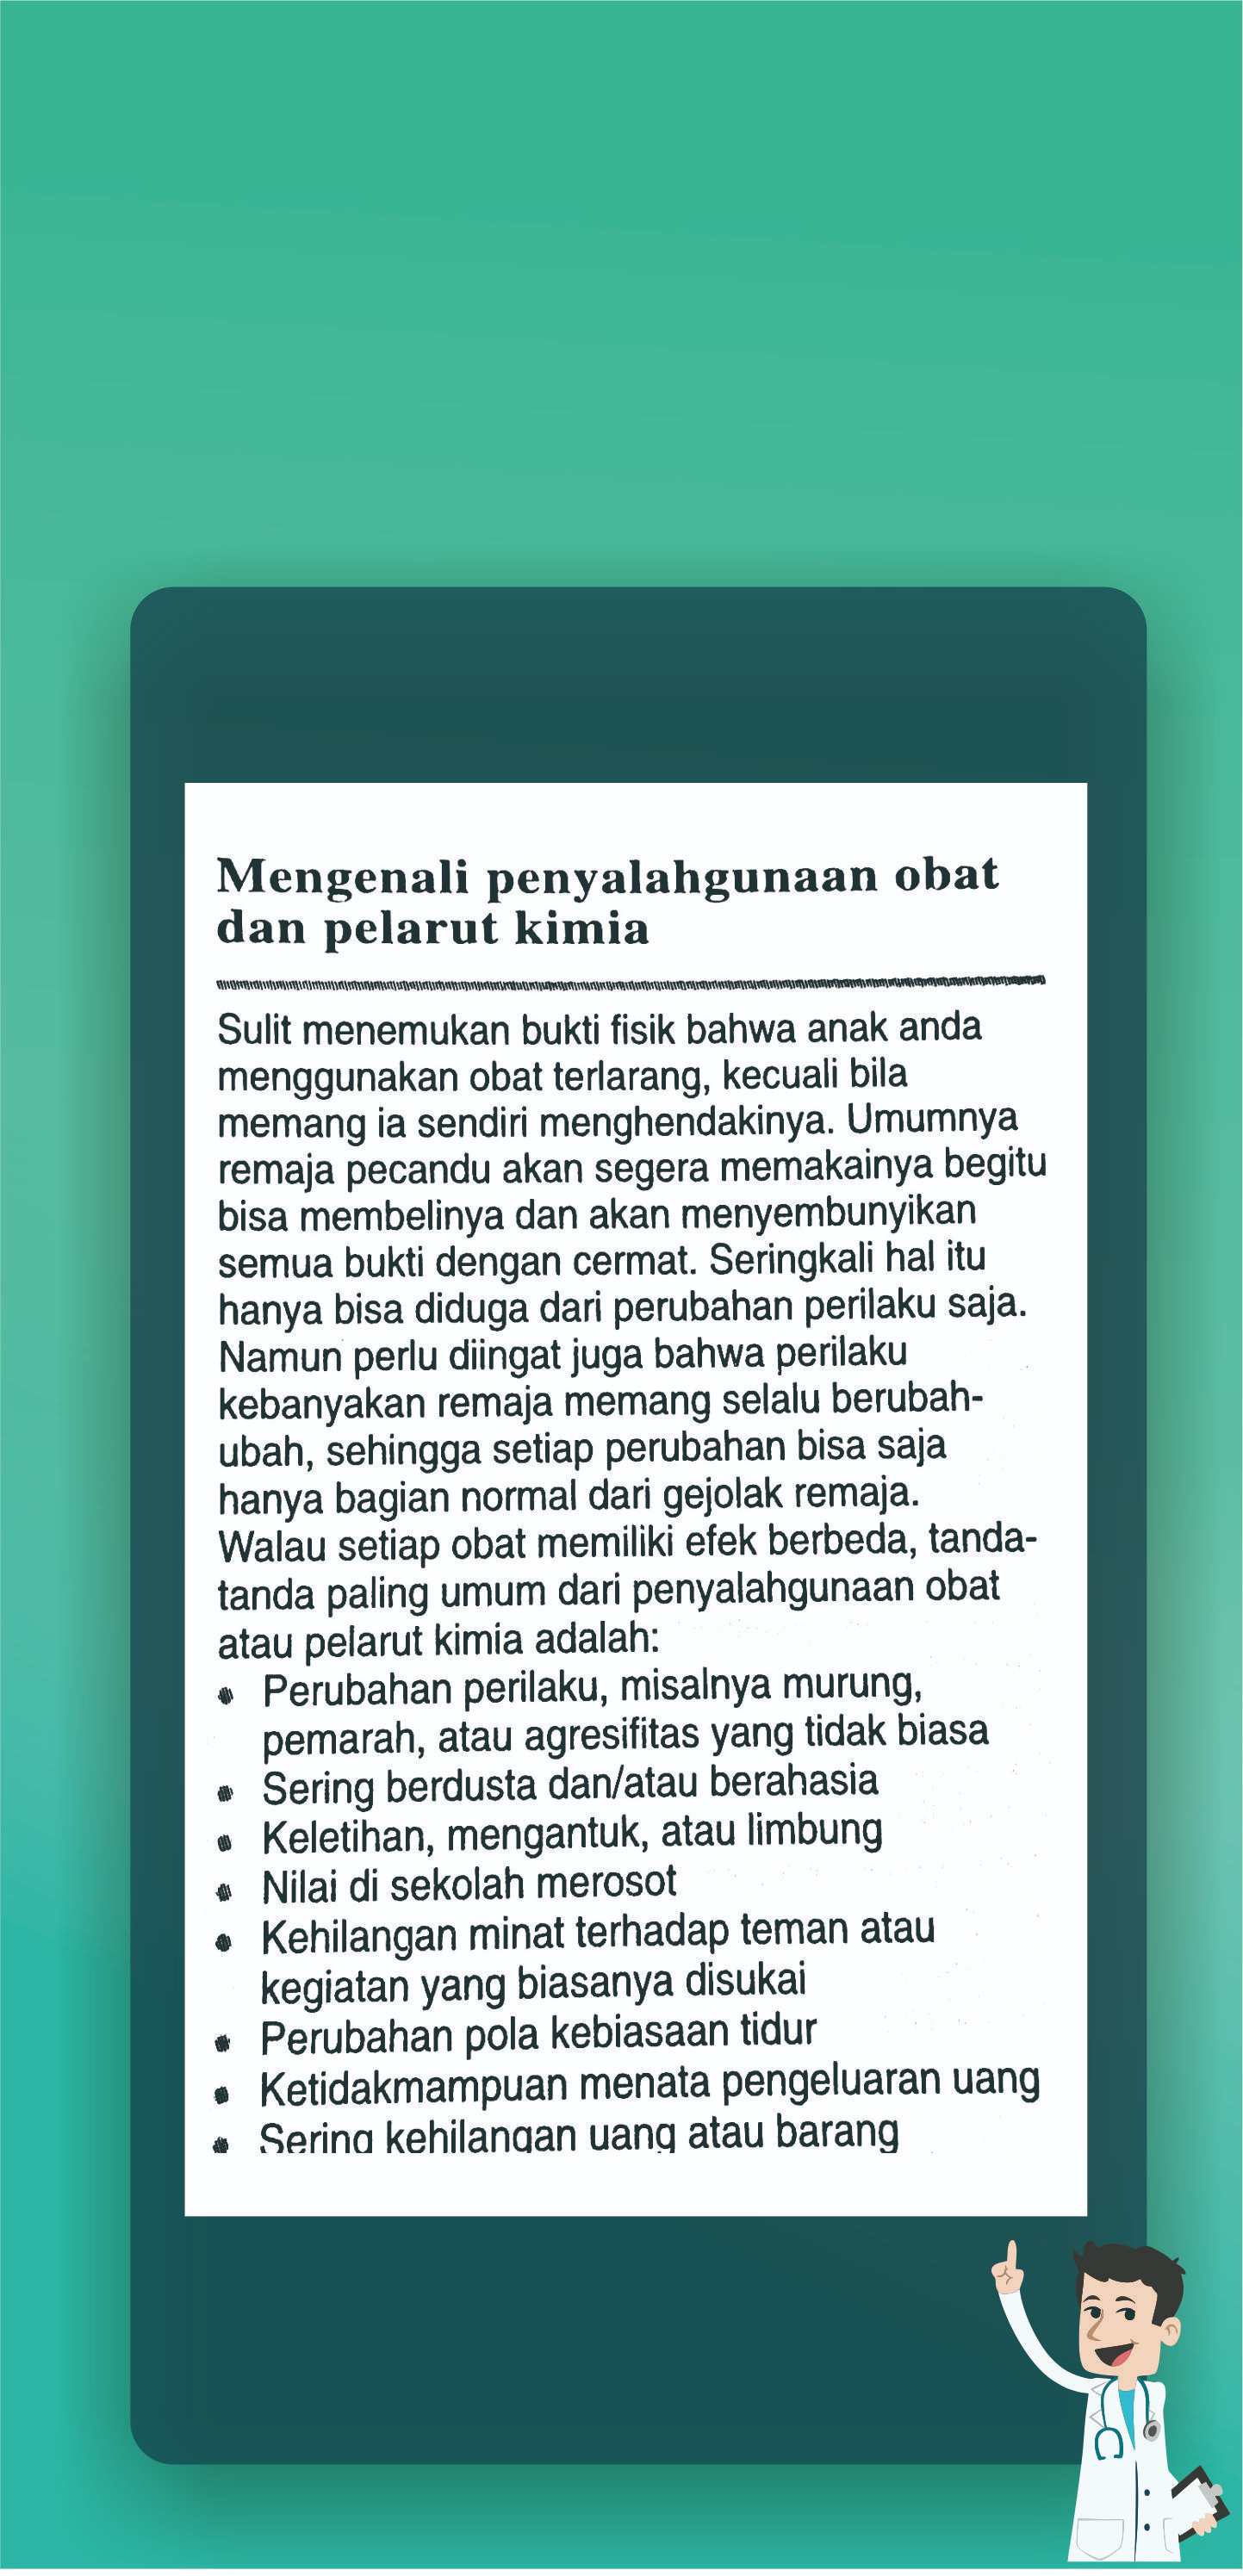 Mengenali penyalahgunaan obat
dan pelarut kimia
Sulit menemukan bukti fisik bahwa anak anda
menggunakan obat terlarang, kecuali bila
memang ia sendiri menghendakinya. Umumnya
remaja pecandu akan segera memakainya begitu
bisa membelinya dan akan menyembunyikan
semua bukti dengan cermat. Seringkali hal itu
hanya bisa diduga dari perubahan perilaku saja.
Namun perlu diingat juga bahwa perilaku
kebanyakan remaja memang selalu berubah-
ubah, sehingga setiap perubahan bisa saja
hanya bagian normal dari gejolak remaja.
Walau setiap obat memiliki efek berbeda, tanda-
tanda paling umum dari penyalahgunaan obat
atau pelarut kimia adalah:
• Perubahan perilaku, misalnya murung,
pemarah, atau agresifitas yang tidak biasa
• Sering berdusta dan/atau berahasia
• Keletihan, mengantuk, atau limbung
• Nilai di sekolah merosot
• Kehilangan minat terhadap teman atau
kegiatan yang biasanya disukai
• Perubahan pola kebiasaan tidur
• Ketidakmampuan menata pengeluaran uang
• Sering kehilangan uang atau barang